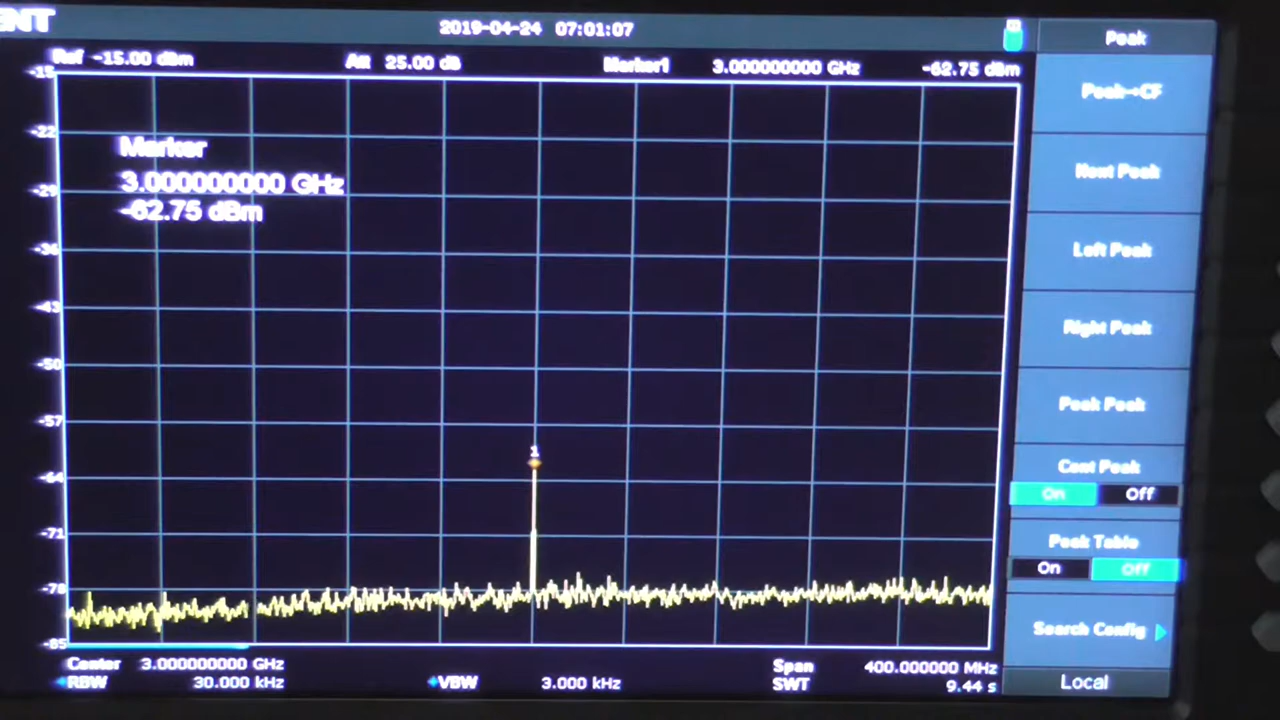 ENT
2019-04-24 07:01:07
Peak
Ref -15.00 dBm Att 25.00 dB Marker1 3.000000000 GHz -62.75 dBm
-15
Peak→CF
-22
Marker
3.000000000 GHz
-29
-62.75 dBm
Next Peak
-36
Left Peak
-43
Right Peak
-50
Peak Peak
-57
1
Cont Peak
-64
On Off
-71
Peak Table
On Off
-78
Search Config
-85
Center 3.000000000 GHz Span 400.000000 MHz
RBW 30.000 kHz VBW 3.000 kHz SWT 9.44 s
Local